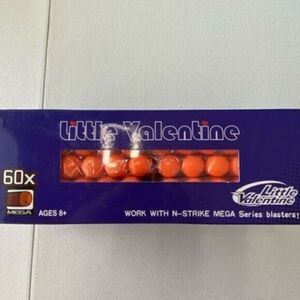 Little Valentine
60x
MEGA
AGES 8+
WORK WITH N-STRIKE MEGA Series blasters!
Little
Valentine